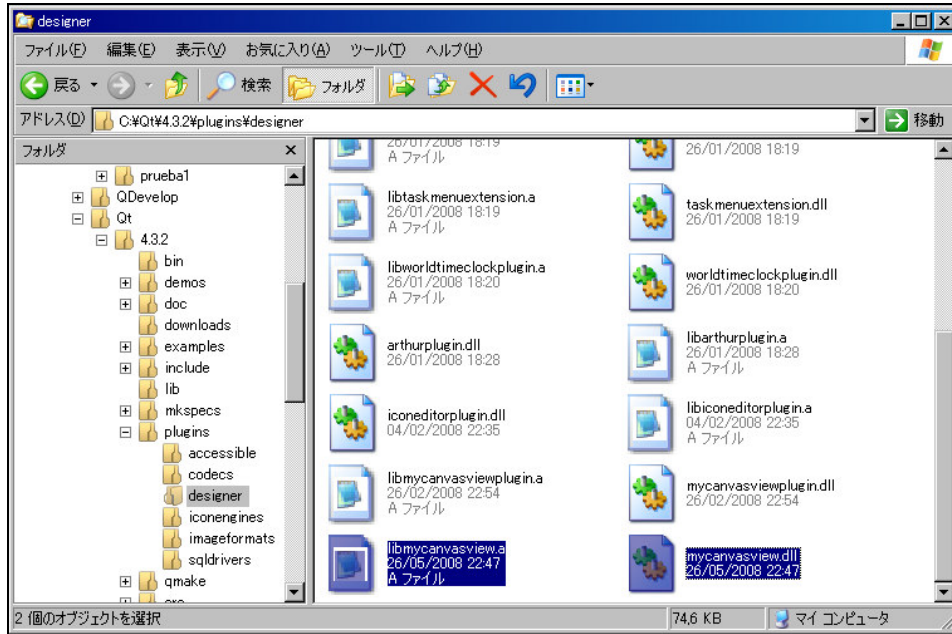 designer
ファイル(F) 編集(E) 表示(V) お気に入り(A) ツール(T) ヘルプ(H)
戻る 検索 フォルダ
アドレス(D) C:¥Qt¥4.3.2¥plugins¥designer 移動
フォルダ
prueba1
QDevelop
Qt
4.3.2
bin
demos
doc
downloads
examples
include
lib
mkspecs
plugins
accessible
codecs
designer
iconengines
imageformats
sqldrivers
qmake
26/01/2008 18:19
A ファイル
26/01/2008 18:19
libtaskmenuextension.a
26/01/2008 18:19
A ファイル
taskmenuextension.dll
26/01/2008 18:19
libworldtimeclockplugin.a
26/01/2008 18:20
A ファイル
worldtimeclockplugin.dll
26/01/2008 18:20
arthurplugin.dll
26/01/2008 18:28
libarthurplugin.a
26/01/2008 18:28
A ファイル
iconeditorplugin.dll
04/02/2008 22:35
libiconeditorplugin.a
04/02/2008 22:35
A ファイル
libmycanvasviewplugin.a
26/02/2008 22:54
A ファイル
mycanvasviewplugin.dll
26/02/2008 22:54
libmycanvasview.a
26/05/2008 22:47
A ファイル
mycanvasview.dll
26/05/2008 22:47
2 個のオブジェクトを選択 74,6 KB マイ コンピュータ